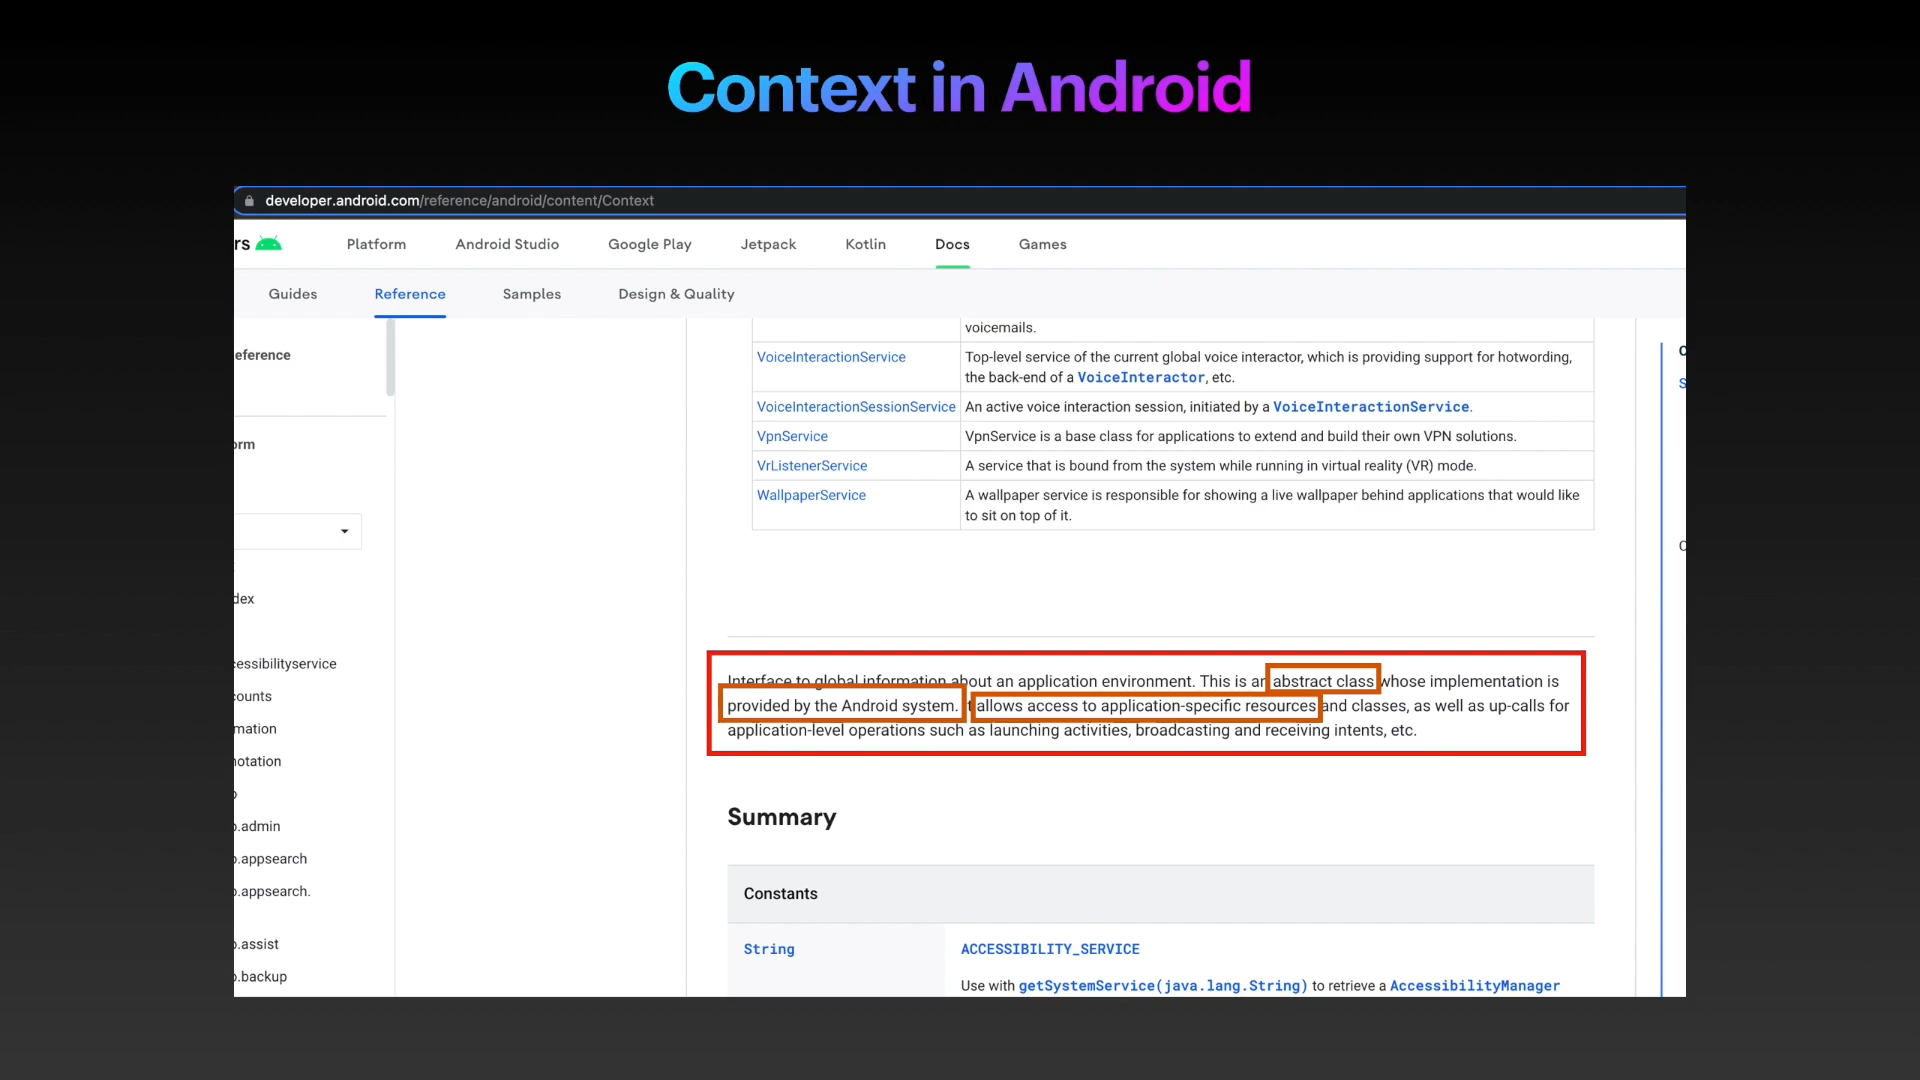 Context in Android
developer.android.com/reference/android/content/Context
rs
Platform
Android Studio
Google Play
Jetpack
Kotlin
Docs
Games
Guides
Reference
Samples
Design & Quality
eference
orm
dex
cessibilityservice
counts
mation
notation
.admin
.appsearch
.appsearch.
.assist
.backup
voicemails.
VoiceInteractionService
Top-level service of the current global voice interactor, which is providing support for hotwording,
the back-end of a VoiceInteractor, etc.
VoiceInteractionSessionService
An active voice interaction session, initiated by a VoiceInteractionService.
VpnService
VpnService is a base class for applications to extend and build their own VPN solutions.
VrListenerService
A service that is bound from the system while running in virtual reality (VR) mode.
WallpaperService
A wallpaper service is responsible for showing a live wallpaper behind applications that would like
to sit on top of it.
Interface to global information about an application environment. This is an abstract class whose implementation is
provided by the Android system. It allows access to application-specific resources and classes, as well as up-calls for
application-level operations such as launching activities, broadcasting and receiving intents, etc.
Summary
Constants
String
ACCESSIBILITY_SERVICE
Use with getSystemService(java.lang.String) to retrieve a AccessibilityManager